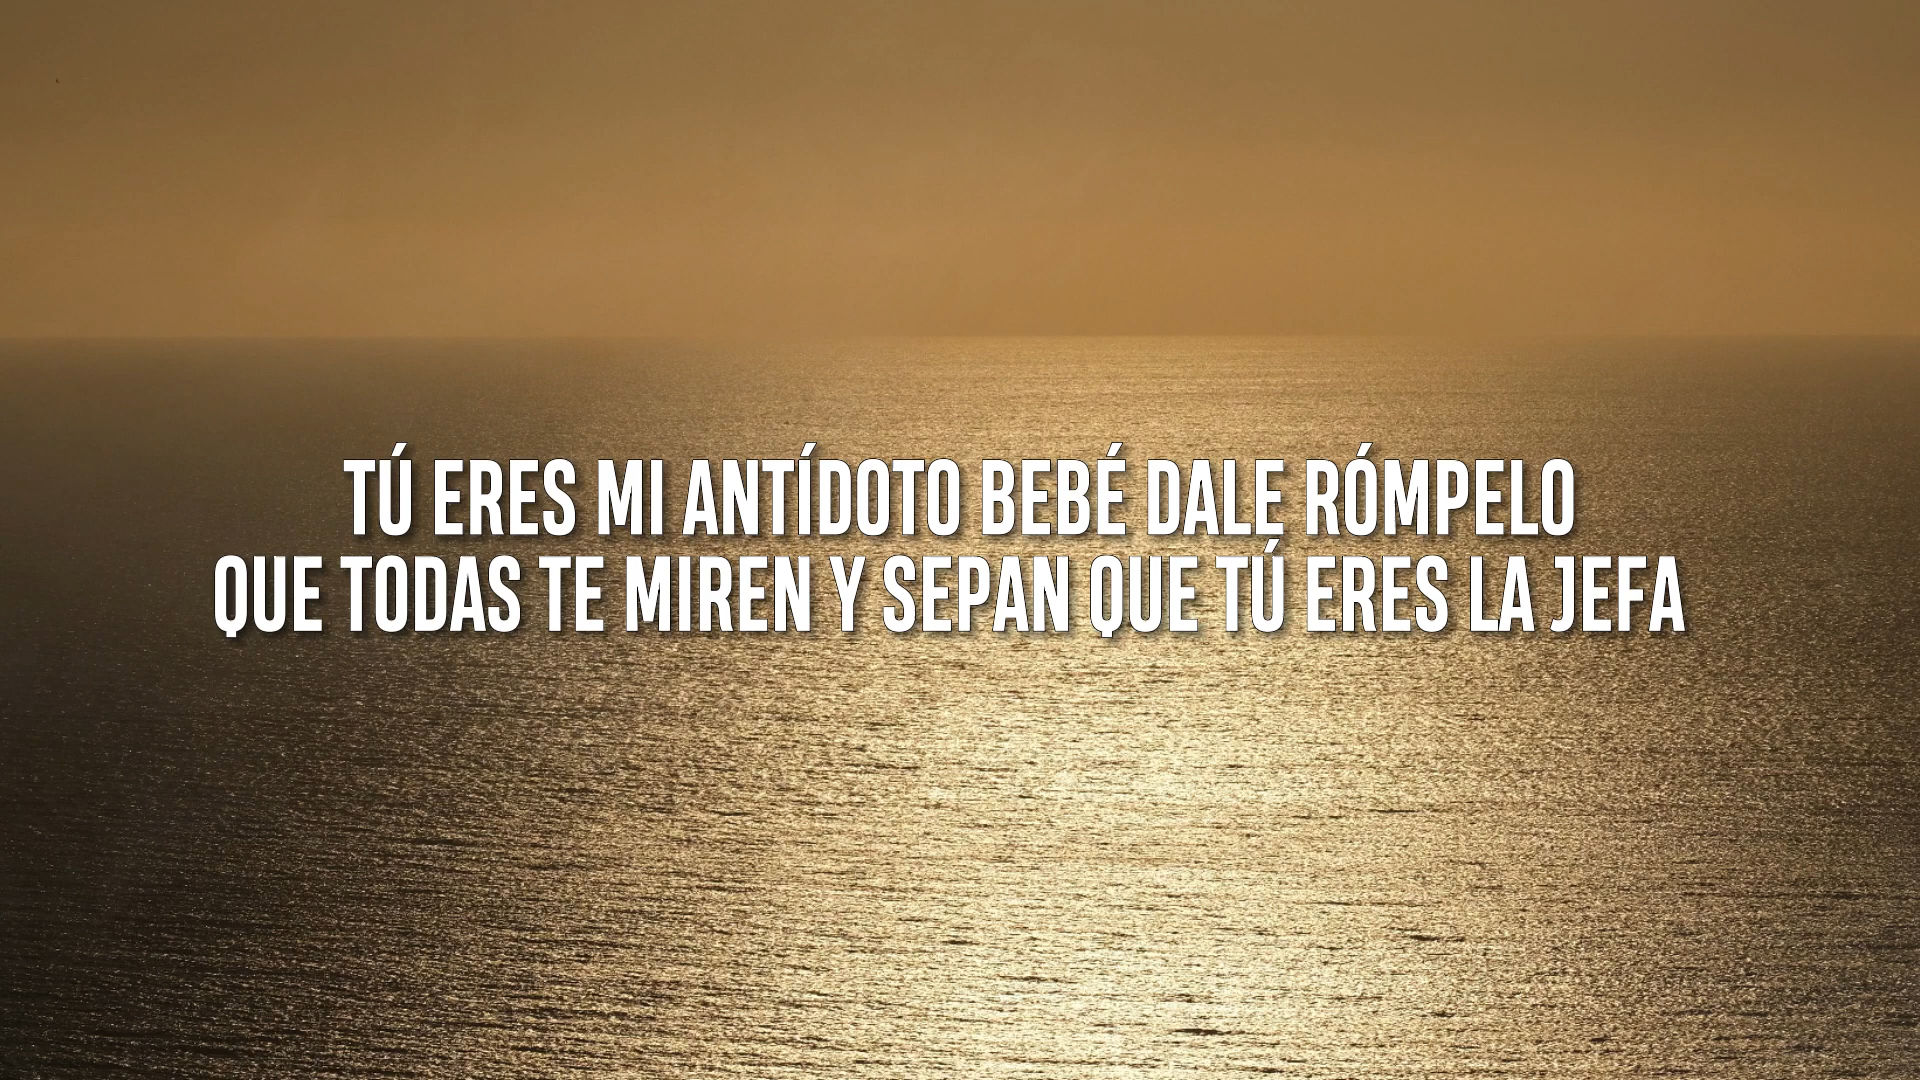 TÚ ERES MI ANTÍDOTO BEBÉ DALE RÓMPELO
QUE TODAS TE MIREN Y SEPAN QUE TÚ ERES LA JEFA